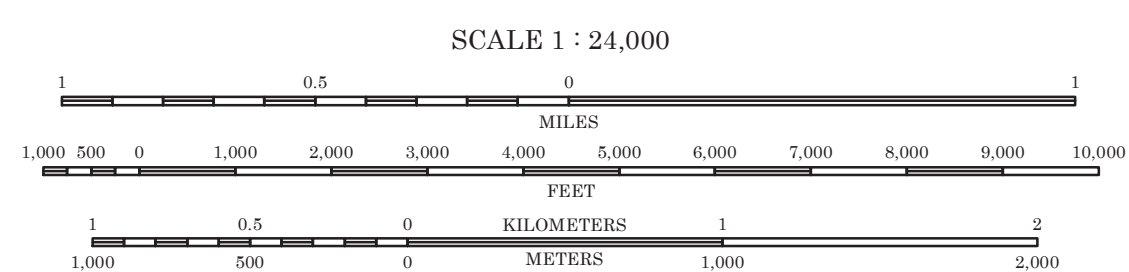 SCALE 1 : 24,000
1 0.5 0 1
MILES
1,000 500 0 1,000 2,000 3,000 4,000 5,000 6,000 7,000 8,000 9,000 10,000
FEET
1 0.5 0 KILOMETERS 1 2
1,000 500 0 METERS 1,000 2,000